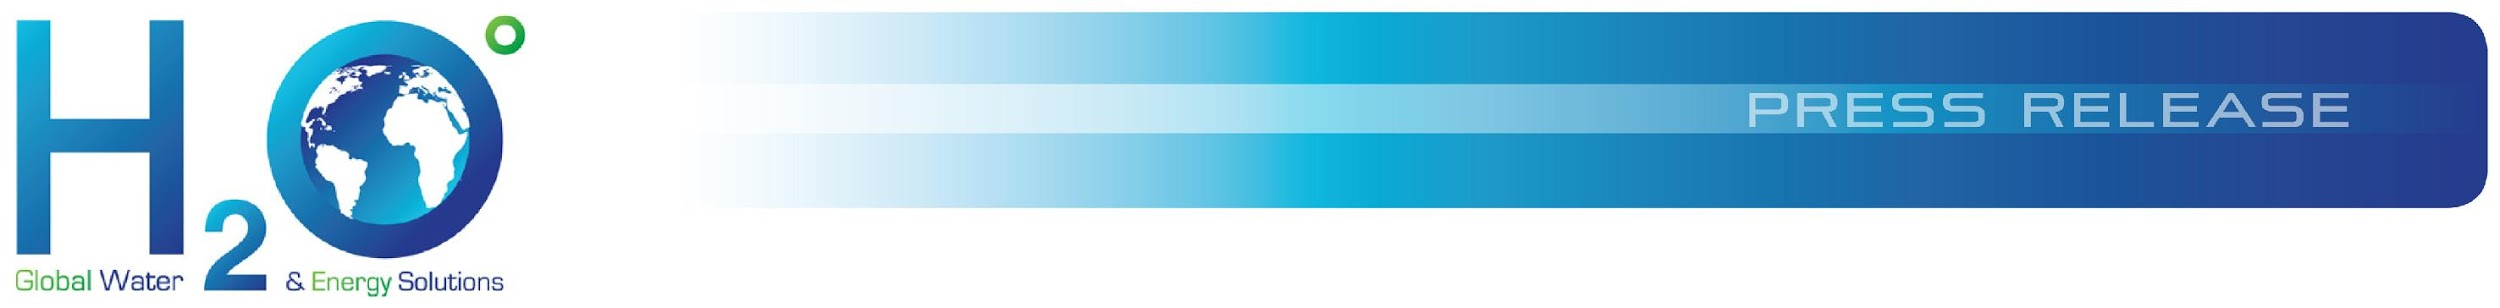 H2O°
Global Water & Energy Solutions
PRESS RELEASE